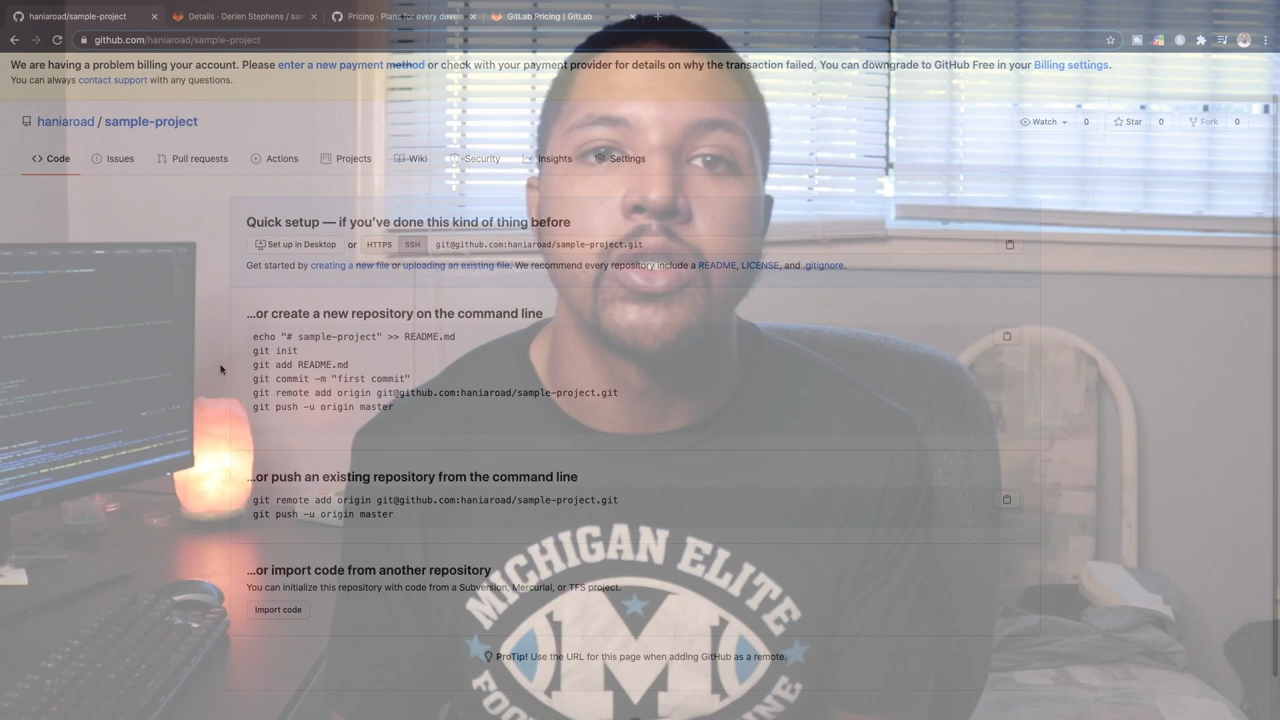 haniaroad/sample-project
Details · Derien Stephens / sam
Pricing · Plans for every develo
GitLab Pricing | GitLab
github.com/haniaroad/sample-project
We are having a problem billing your account. Please enter a new payment method or check with your payment provider for details on why the transaction failed. You can downgrade to GitHub Free in your Billing settings.
You can always contact support with any questions.
haniaroad / sample-project
Watch 0 Star 0 Fork 0
Code Issues Pull requests Actions Projects Wiki Security Insights Settings
Quick setup — if you’ve done this kind of thing before
Set up in Desktop or HTTPS SSH git@github.com:haniaroad/sample-project.git
Get started by creating a new file or uploading an existing file. We recommend every repository include a README, LICENSE, and .gitignore.
…or create a new repository on the command line
echo "# sample-project" >> README.md
git init
git add README.md
git commit -m "first commit"
git remote add origin git@github.com:haniaroad/sample-project.git
git push -u origin master
…or push an existing repository from the command line
git remote add origin git@github.com:haniaroad/sample-project.git
git push -u origin master
…or import code from another repository
You can initialize this repository with code from a Subversion, Mercurial, or TFS project.
Import code
ProTip! Use the URL for this page when adding GitHub as a remote.
MICHIGAN ELITE
M